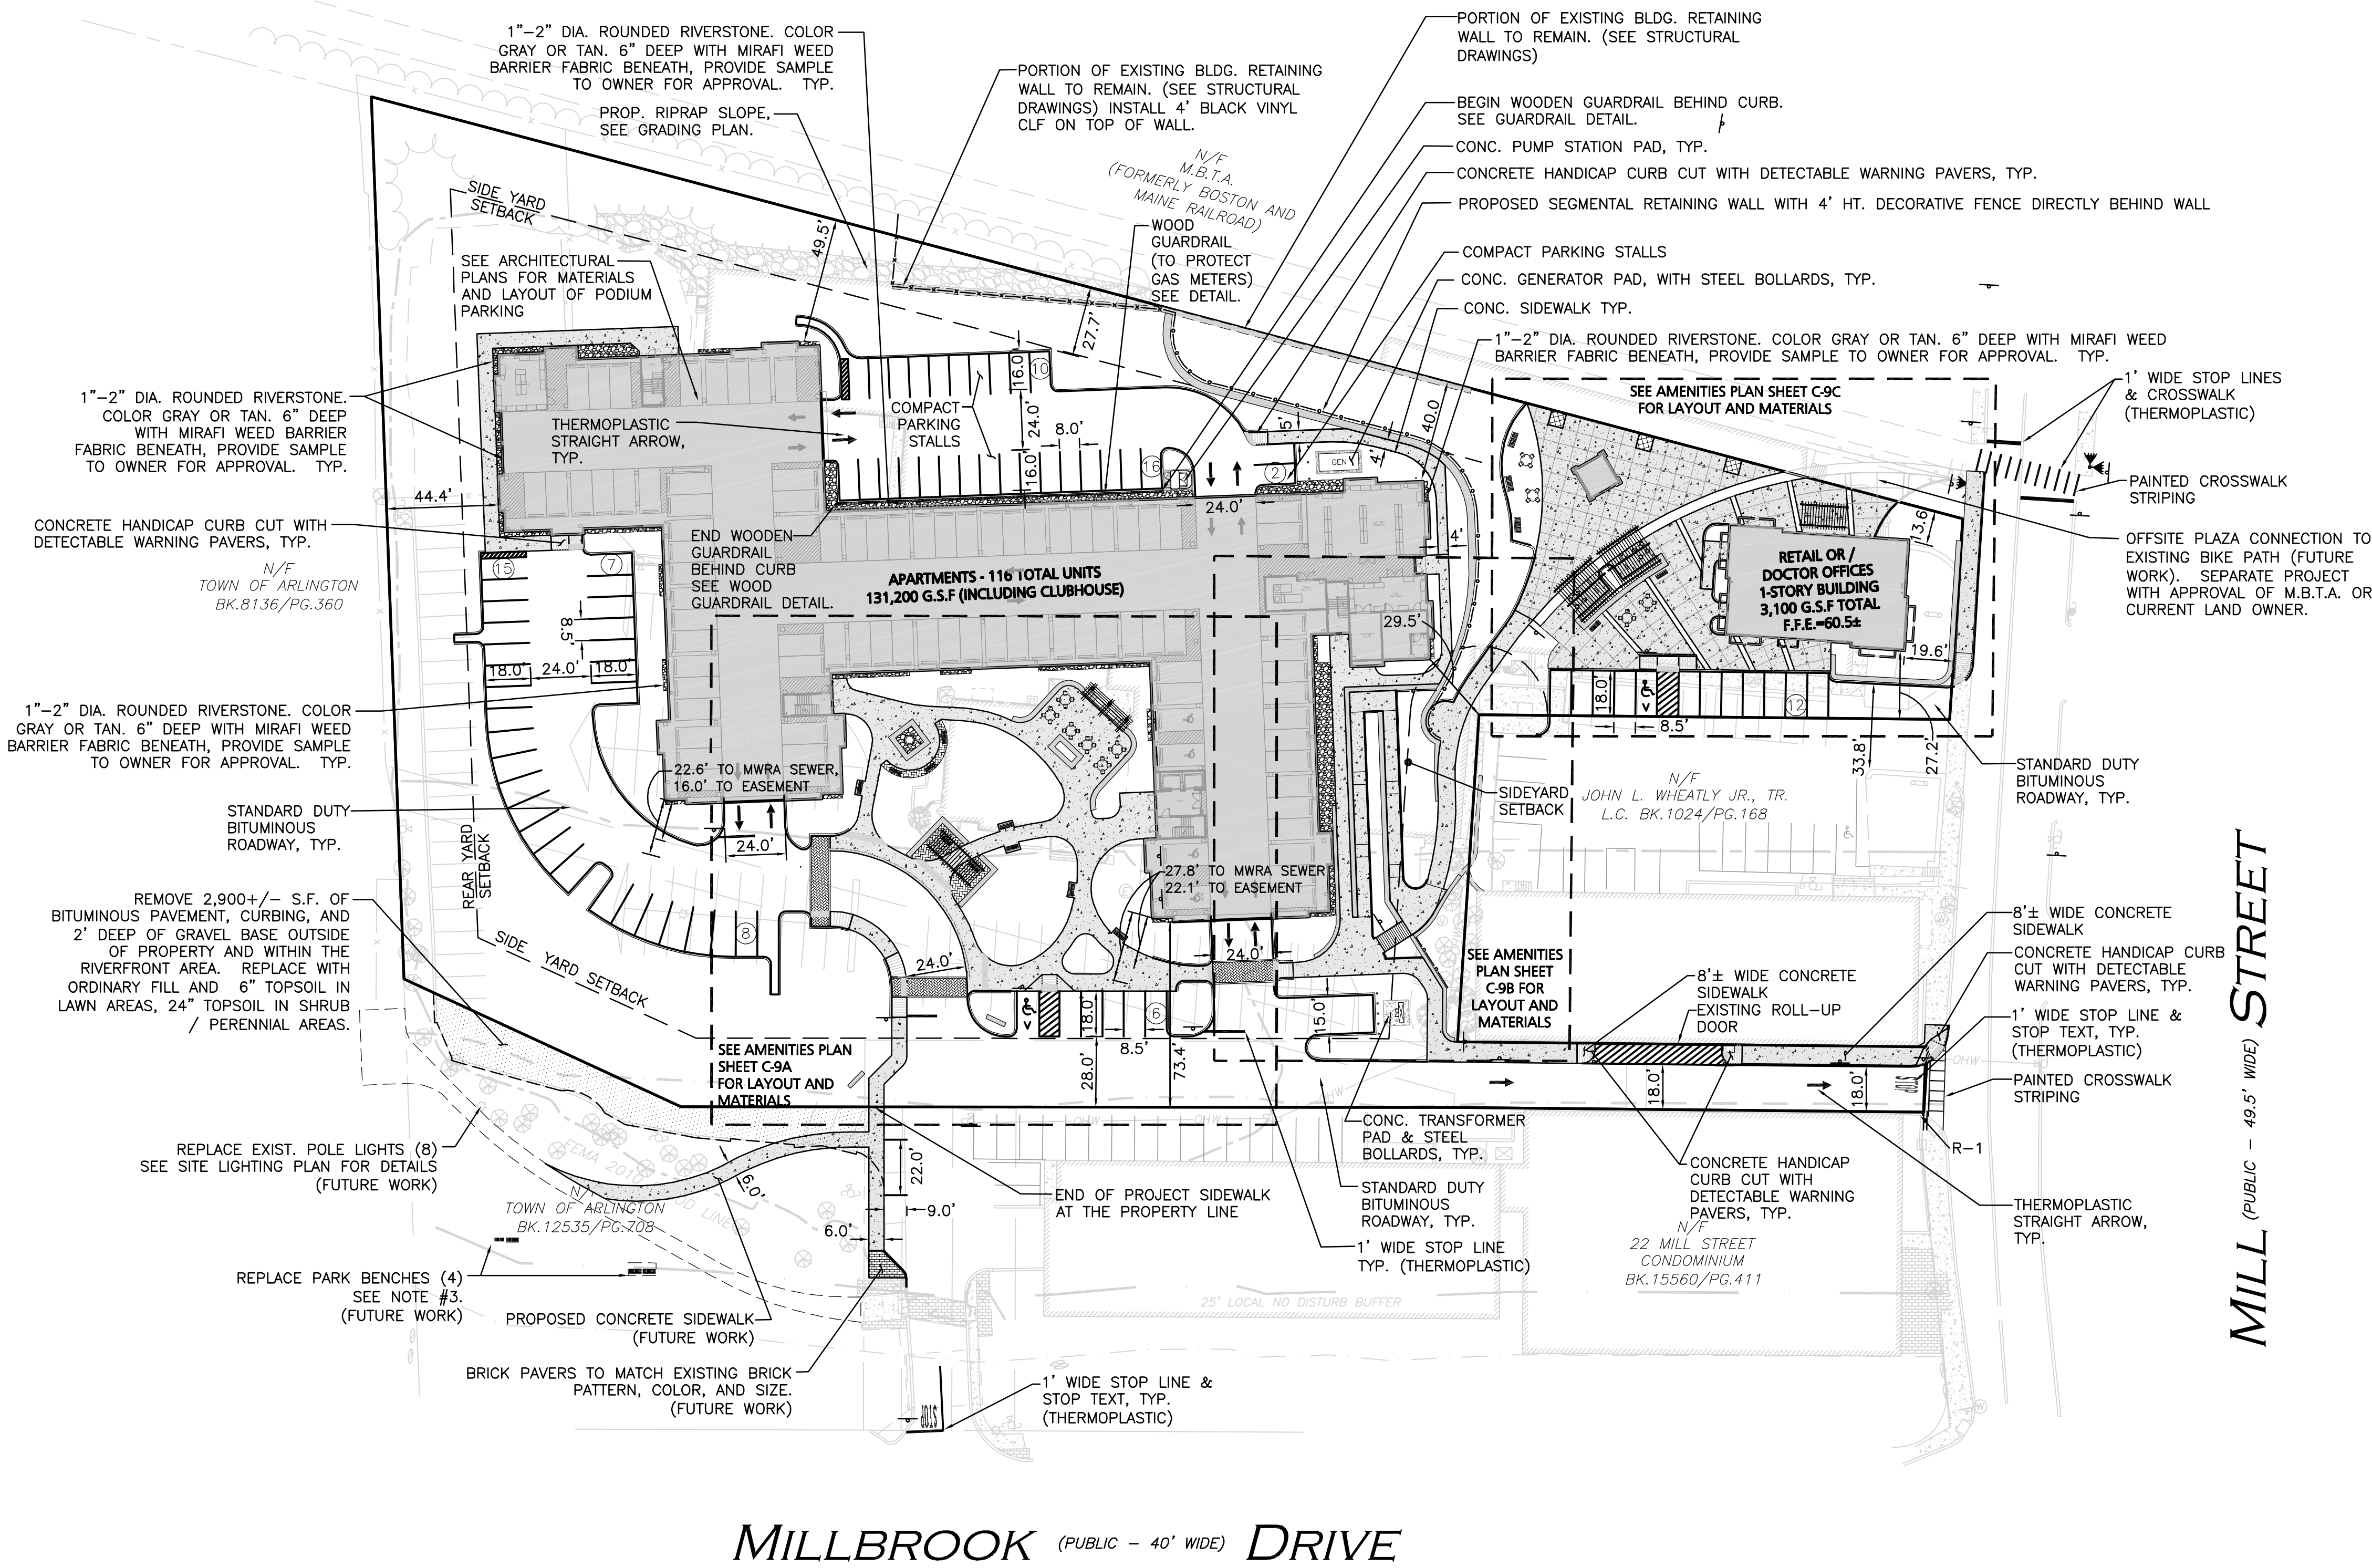 1"-2" DIA. ROUNDED RIVERSTONE. COLOR
GRAY OR TAN. 6" DEEP WITH MIRAFI WEED
BARRIER FABRIC BENEATH, PROVIDE SAMPLE
TO OWNER FOR APPROVAL. TYP.
PROP. RIPRAP SLOPE,
SEE GRADING PLAN.
PORTION OF EXISTING BLDG. RETAINING
WALL TO REMAIN. (SEE STRUCTURAL
DRAWINGS) INSTALL 4' BLACK VINYL
CLF ON TOP OF WALL.
PORTION OF EXISTING BLDG. RETAINING
WALL TO REMAIN. (SEE STRUCTURAL
DRAWINGS)
BEGIN WOODEN GUARDRAIL BEHIND CURB.
SEE GUARDRAIL DETAIL.
CONC. PUMP STATION PAD, TYP.
CONCRETE HANDICAP CURB CUT WITH DETECTABLE WARNING PAVERS, TYP.
PROPOSED SEGMENTAL RETAINING WALL WITH 4' HT. DECORATIVE FENCE DIRECTLY BEHIND WALL
COMPACT PARKING STALLS
CONC. GENERATOR PAD, WITH STEEL BOLLARDS, TYP.
CONC. SIDEWALK TYP.
1"-2" DIA. ROUNDED RIVERSTONE. COLOR GRAY OR TAN. 6" DEEP WITH MIRAFI WEED
BARRIER FABRIC BENEATH, PROVIDE SAMPLE TO OWNER FOR APPROVAL. TYP.
N/F
M.B.T.A.
(FORMERLY BOSTON AND
MAINE RAILROAD)
WOOD
GUARDRAIL
(TO PROTECT
GAS METERS)
SEE DETAIL.
SIDE YARD
SETBACK
49.5'
27.7'
SEE ARCHITECTURAL
PLANS FOR MATERIALS
AND LAYOUT OF PODIUM
PARKING
SEE AMENITIES PLAN SHEET C-9C
FOR LAYOUT AND MATERIALS
1' WIDE STOP LINES
& CROSSWALK
(THERMOPLASTIC)
PAINTED CROSSWALK
STRIPING
OFFSITE PLAZA CONNECTION TO
EXISTING BIKE PATH (FUTURE
WORK). SEPARATE PROJECT
WITH APPROVAL OF M.B.T.A. OR
CURRENT LAND OWNER.
1"-2" DIA. ROUNDED RIVERSTONE.
COLOR GRAY OR TAN. 6" DEEP
WITH MIRAFI WEED BARRIER
FABRIC BENEATH, PROVIDE SAMPLE
TO OWNER FOR APPROVAL. TYP.
THERMOPLASTIC
STRAIGHT ARROW,
TYP.
COMPACT
PARKING
STALLS
16.0'
10
24.0'
8.0'
16.0'
16
2
5'
GEN
4'
40.0
24.0'
4'
13.6
44.4'
CONCRETE HANDICAP CURB CUT WITH
DETECTABLE WARNING PAVERS, TYP.
N/F
TOWN OF ARLINGTON
BK.8136/PG.360
15
7
8.5'
18.0'
24.0'
18.0'
END WOODEN
GUARDRAIL
BEHIND CURB
SEE WOOD
GUARDRAIL DETAIL.
APARTMENTS - 116 TOTAL UNITS
131,200 G.S.F (INCLUDING CLUBHOUSE)
29.5'
RETAIL OR /
DOCTOR OFFICES
1-STORY BUILDING
3,100 G.S.F TOTAL
F.F.E.=60.5±
19.6'
18.0'
8.5'
12
33.8'
27.2'
1"-2" DIA. ROUNDED RIVERSTONE. COLOR
GRAY OR TAN. 6" DEEP WITH MIRAFI WEED
BARRIER FABRIC BENEATH, PROVIDE SAMPLE
TO OWNER FOR APPROVAL. TYP.
STANDARD DUTY
BITUMINOUS
ROADWAY, TYP.
22.6' TO MWRA SEWER,
16.0' TO EASEMENT
24.0'
SIDEYARD
SETBACK
N/F
JOHN L. WHEATLY JR., TR.
L.C. BK.1024/PG.168
STANDARD DUTY
BITUMINOUS
ROADWAY, TYP.
REAR YARD
SETBACK
27.8' TO MWRA SEWER
22.1' TO EASEMENT
REMOVE 2,900+/- S.F. OF
BITUMINOUS PAVEMENT, CURBING, AND
2' DEEP OF GRAVEL BASE OUTSIDE
OF PROPERTY AND WITHIN THE
RIVERFRONT AREA. REPLACE WITH
ORDINARY FILL AND 6" TOPSOIL IN
LAWN AREAS, 24" TOPSOIL IN SHRUB
/ PERENNIAL AREAS.
SIDE YARD SETBACK
8
24.0'
24.0'
18.0'
6
8.5'
28.0'
73.4'
15.0'
SEE AMENITIES
PLAN SHEET
C-9B FOR
LAYOUT AND
MATERIALS
8'± WIDE CONCRETE
SIDEWALK
EXISTING ROLL-UP
DOOR
8'± WIDE CONCRETE
SIDEWALK
CONCRETE HANDICAP CURB
CUT WITH DETECTABLE
WARNING PAVERS, TYP.
1' WIDE STOP LINE &
STOP TEXT, TYP.
(THERMOPLASTIC)
PAINTED CROSSWALK
STRIPING
R-1
OHW
18.0'
18.0'
SEE AMENITIES PLAN
SHEET C-9A
FOR LAYOUT AND
MATERIALS
OHW
OHW
OHW
REPLACE EXIST. POLE LIGHTS (8)
SEE SITE LIGHTING PLAN FOR DETAILS
(FUTURE WORK)
FEMA 2010
N/F
TOWN OF ARLINGTON
BK.12535/PG.708
6.0'
22.0'
9.0'
6.0'
END OF PROJECT SIDEWALK
AT THE PROPERTY LINE
CONC. TRANSFORMER
PAD & STEEL
BOLLARDS, TYP.
STANDARD DUTY
BITUMINOUS
ROADWAY, TYP.
1' WIDE STOP LINE
TYP. (THERMOPLASTIC)
CONCRETE HANDICAP
CURB CUT WITH
DETECTABLE WARNING
PAVERS, TYP.
N/F
22 MILL STREET
CONDOMINIUM
BK.15560/PG.411
THERMOPLASTIC
STRAIGHT ARROW,
TYP.
REPLACE PARK BENCHES (4)
SEE NOTE #3.
(FUTURE WORK)
PROPOSED CONCRETE SIDEWALK
(FUTURE WORK)
25' LOCAL NO DISTURB BUFFER
BRICK PAVERS TO MATCH EXISTING BRICK
PATTERN, COLOR, AND SIZE.
(FUTURE WORK)
STOP
1' WIDE STOP LINE &
STOP TEXT, TYP.
(THERMOPLASTIC)
MILL (PUBLIC - 49.5' WIDE) STREET
MILLBROOK (PUBLIC - 40' WIDE) DRIVE